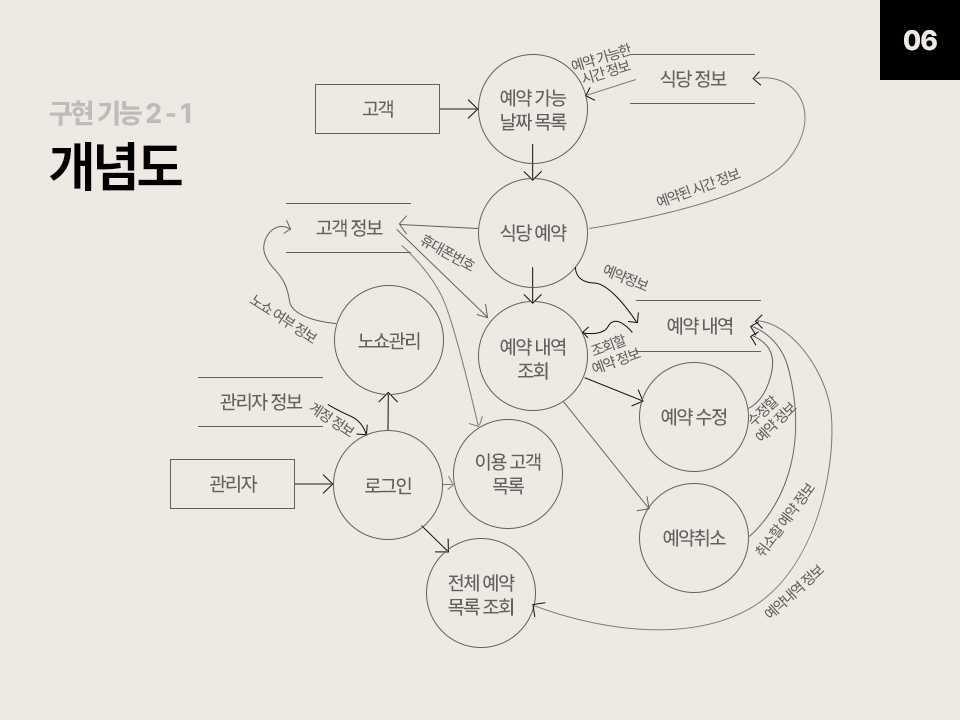 06
구현 기능 2 - 1
개념도
고객
예약 가능
날짜 목록
예약 가능한
시간 정보
식당 정보
예약된 시간 정보
고객 정보
식당 예약
휴대폰번호
예약정보
노쇼 여부 정보
노쇼관리
예약 내역
조회
조회할
예약 정보
예약 내역
관리자 정보
계정 정보
예약 수정
수정할
예약 정보
관리자
로그인
이용 고객
목록
예약취소
취소할 예약 정보
전체 예약
목록 조회
예약내역 정보